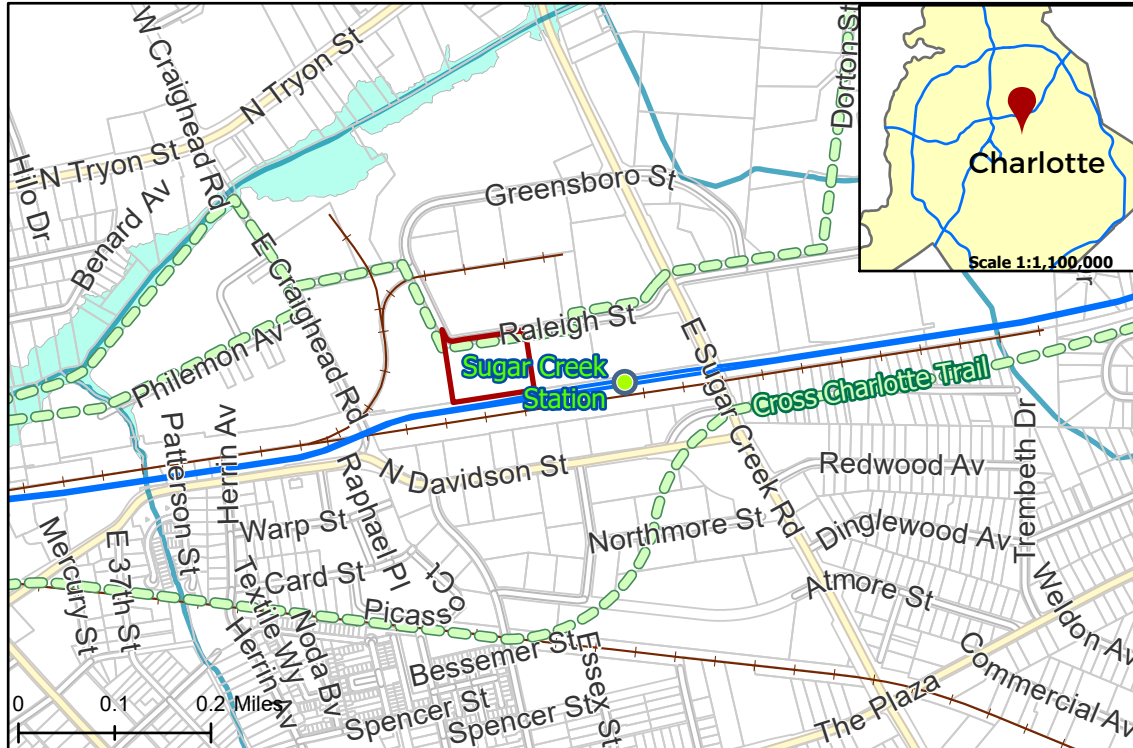 W Craighead Rd
N Tryon St
Dorton St
Charlotte
Scale 1:1,100,000
N Tryon St
Hilo Dr
Benard Av
Greensboro St
E Craighead Rd
Raleigh St
Philemon Av
Sugar Creek
Station
E Sugar Creek Rd
Cross Charlotte Trail
Patterson St
Herrin Av
Raphael Pl
N Davidson St
Redwood Av
Trembeth Dr
Warp St
Northmore St
Dinglewood Av
Mercury St
E 37th St
Card St
Picasso Ct
Atmore St
Weldon Av
Textile Wy
Herrin Av
Noda Bv
Bessemer St
Essex St
Commercial Av
The Plaza
Spencer St
Spencer St
0 0.1 0.2 Miles